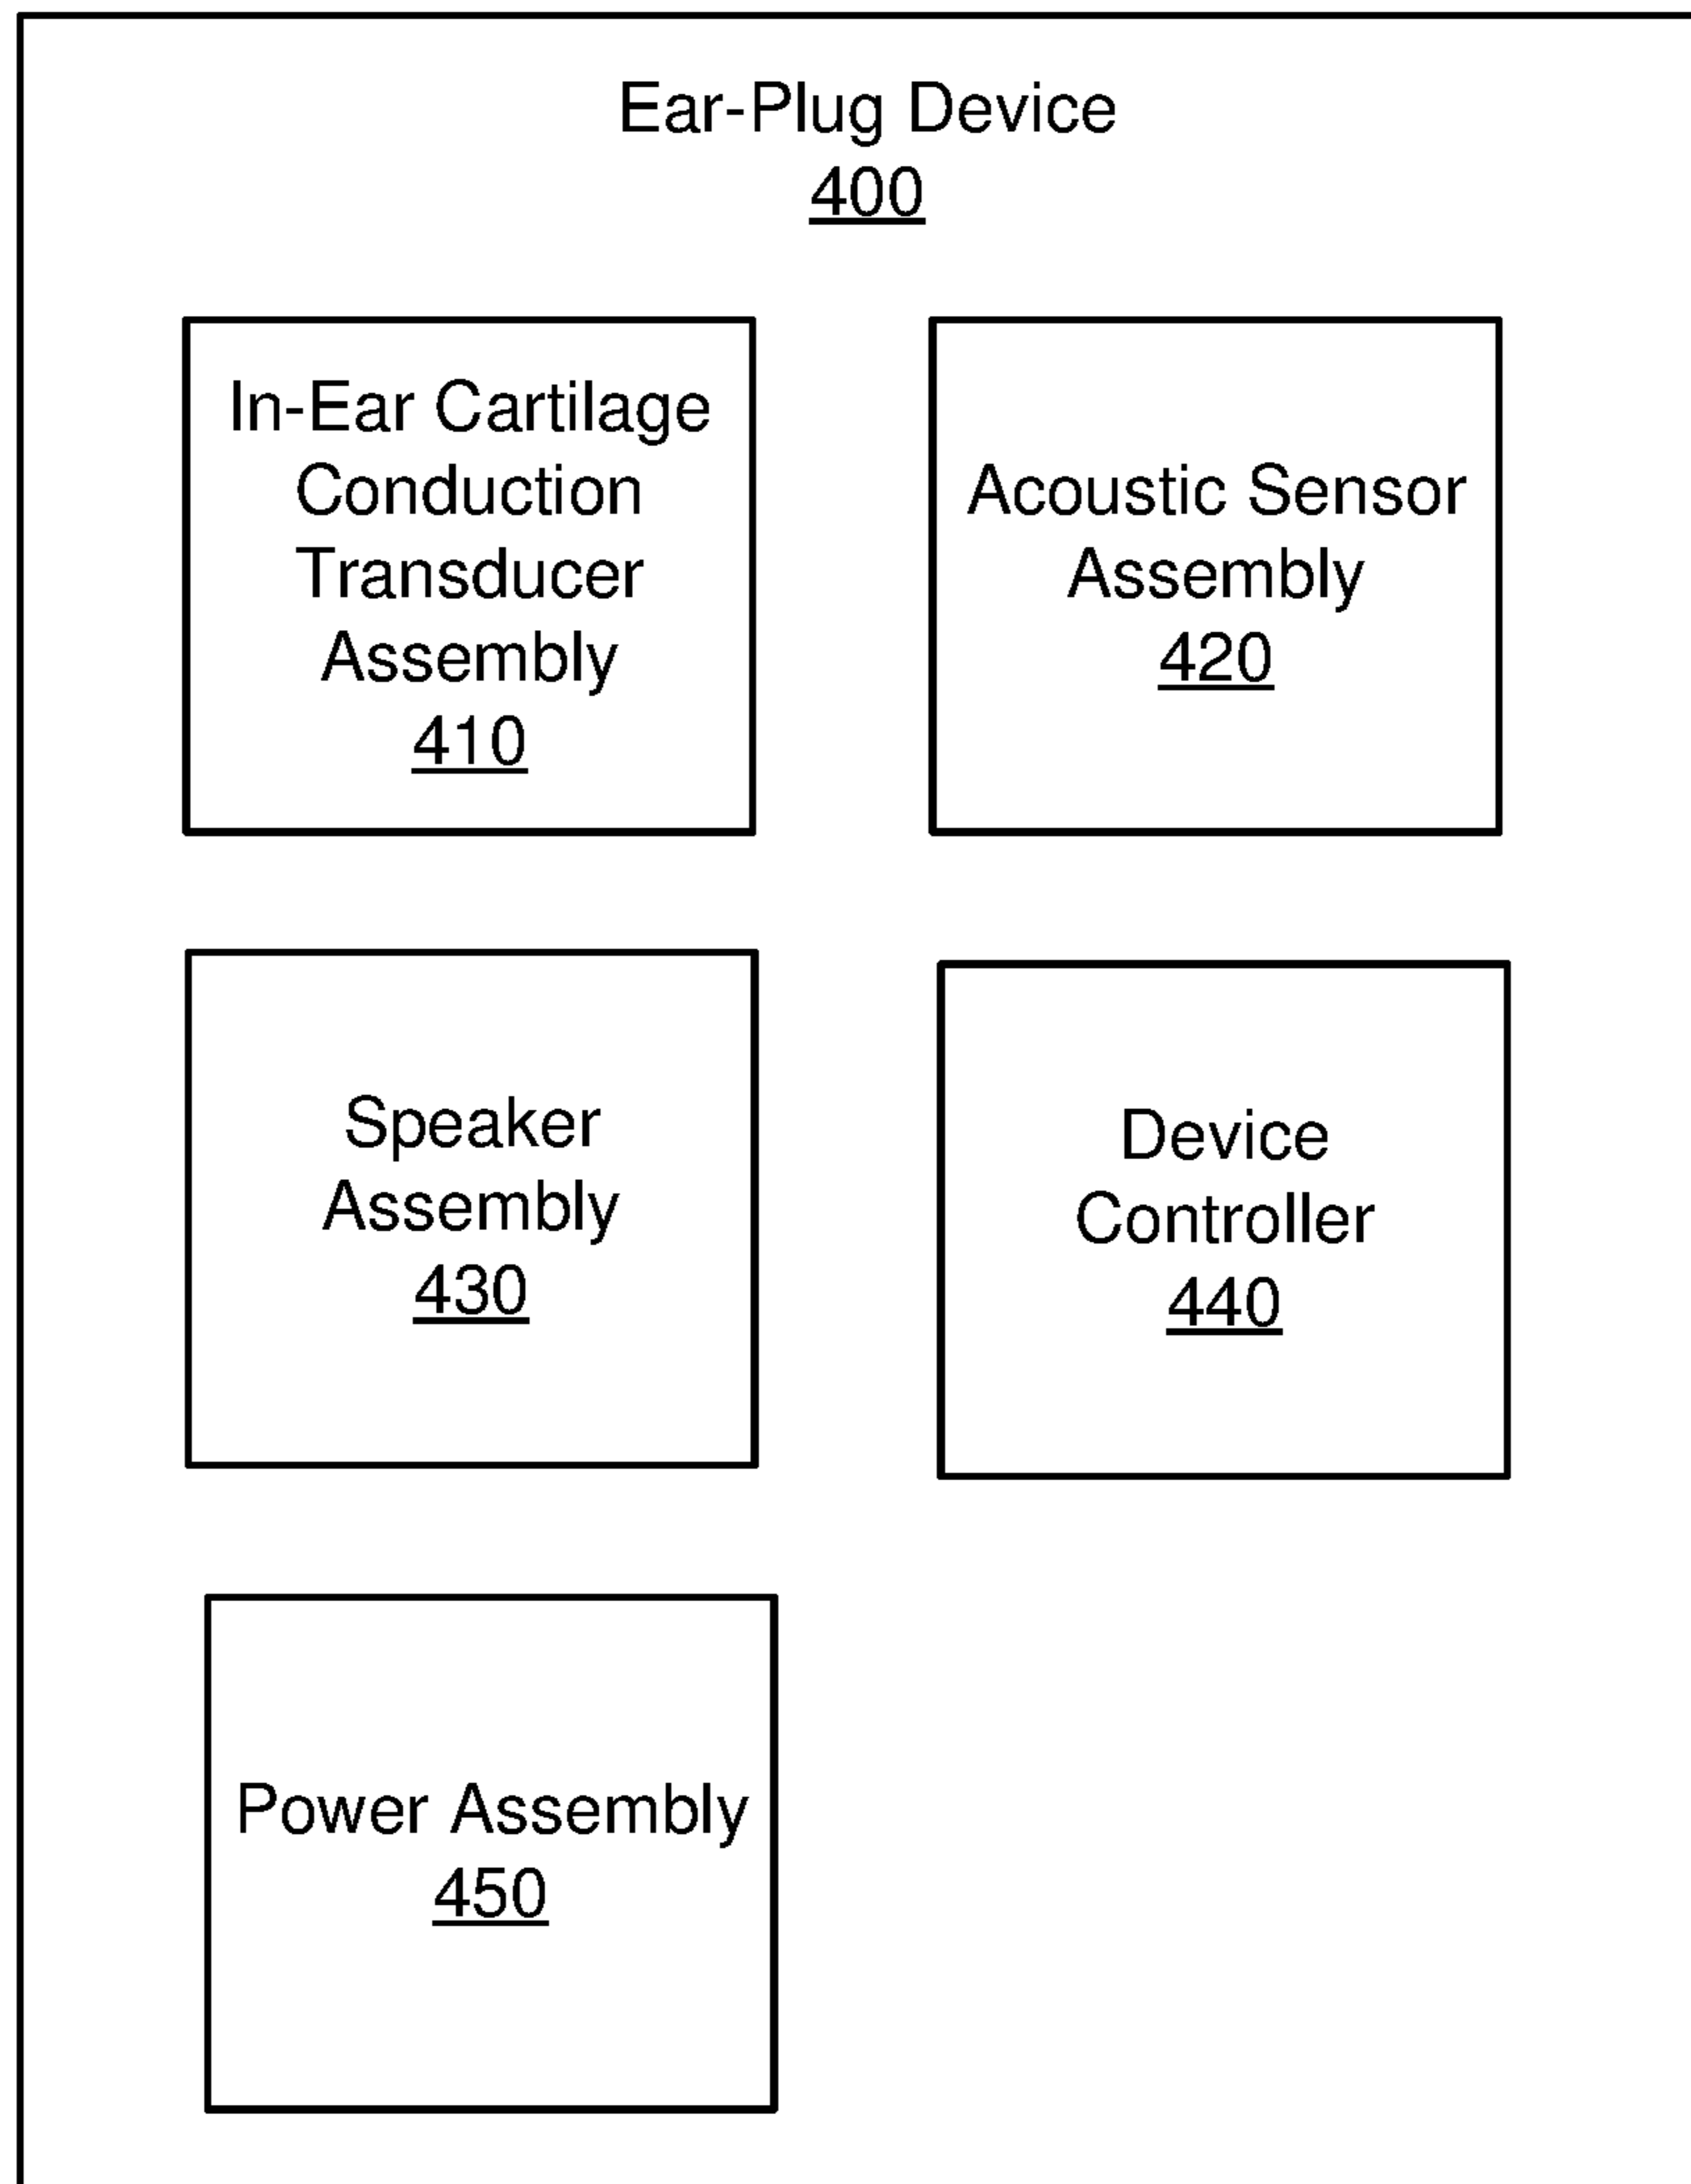 Ear-Plug Device
400
In-Ear Cartilage
Conduction
Transducer
Assembly
410
Acoustic Sensor
Assembly
420
Speaker
Assembly
430
Device
Controller
440
Power Assembly
450